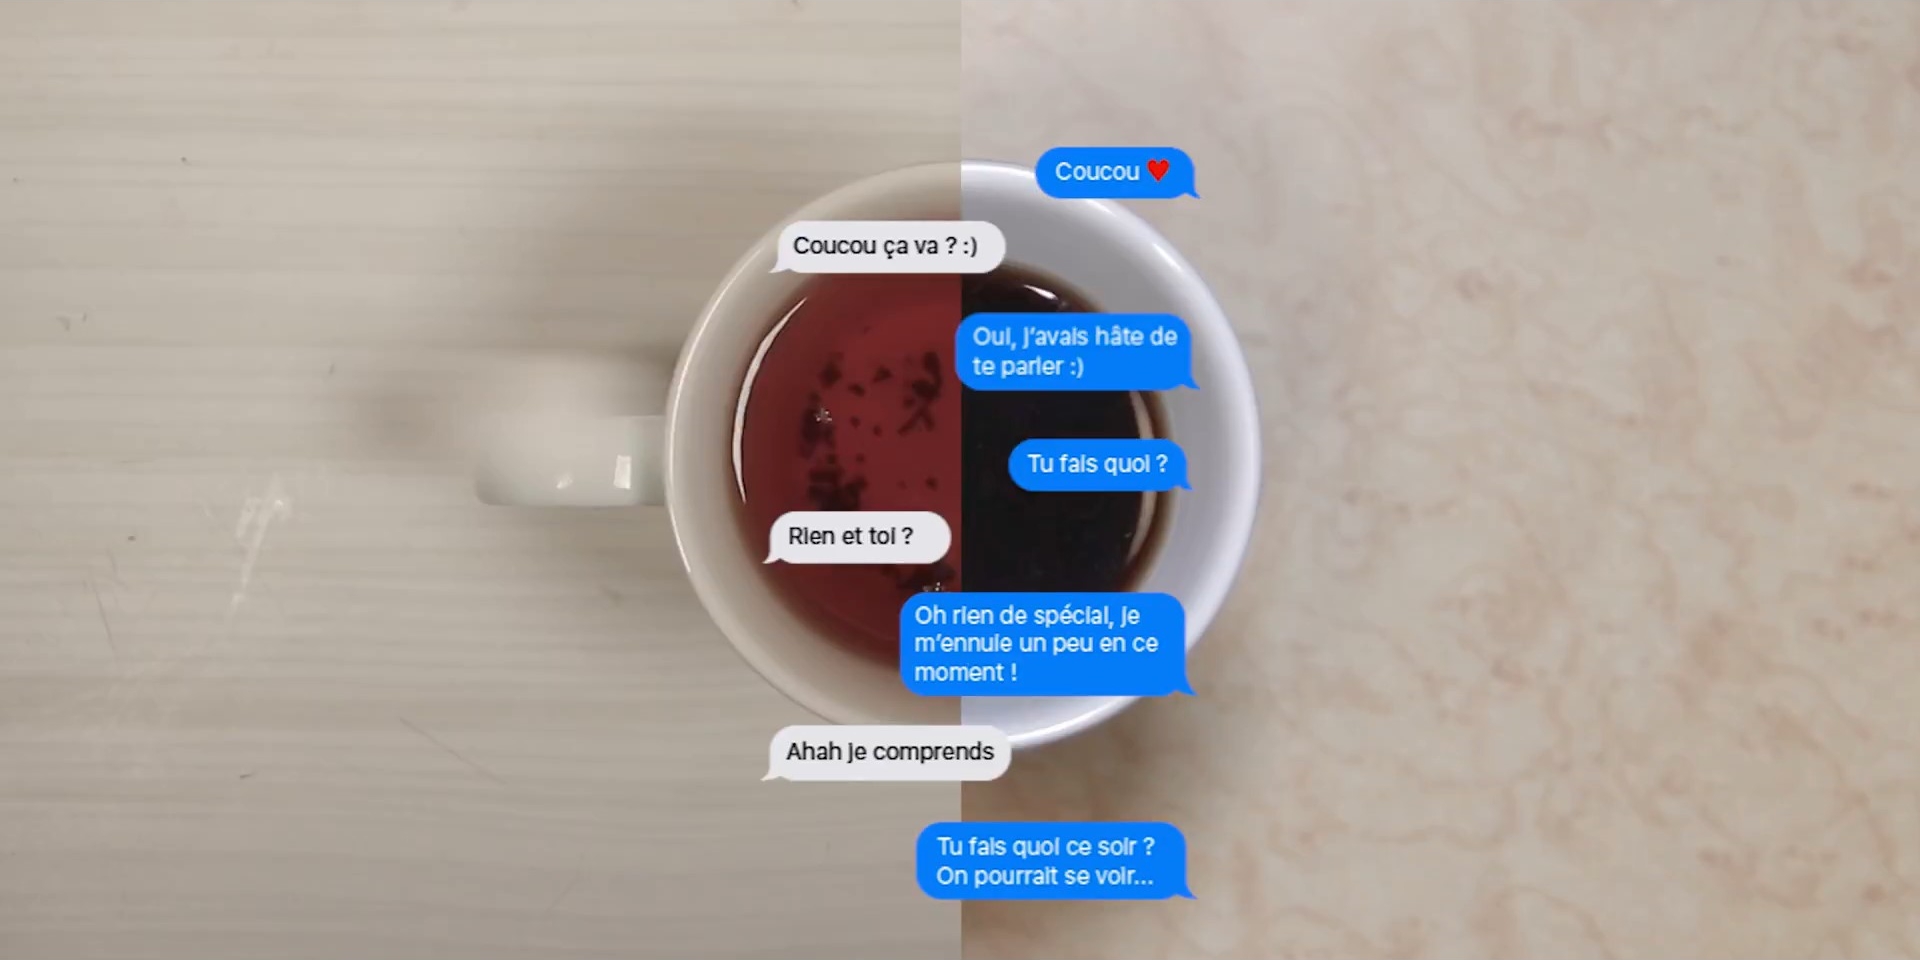 Coucou ♥
Coucou ça va ? :)
Oui, j'avais hâte de
te parler :)
Tu fais quoi ?
Rien et toi ?
Oh rien de spécial, je
m'ennuie un peu en ce
moment !
Ahah je comprends
Tu fais quoi ce soir ?
On pourrait se voir...